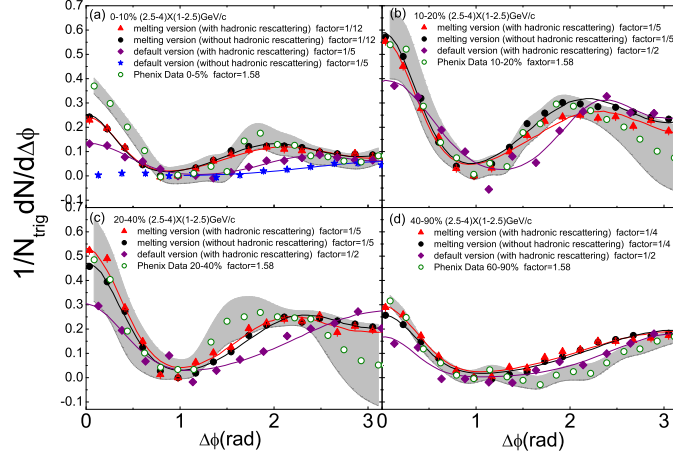 (a) 0-10% (2.5-4)X(1-2.5)GeV/c
melting version (with hadronic rescattering) factor=1/12
melting version (without hadronic rescattering) factor=1/12
default version (with hadronic rescattering) factor=1/5
default version (without hadronic rescattering) factor=1/5
Phenix Data 0-5% factor=1.58
(b) 10-20% (2.5-4)X(1-2.5)GeV/c
melting version (with hadronic rescattering) factor=1/5
melting version (without hadronic rescattering) factor=1/5
default version (with hadronic rescattering) factor=1/2
Phenix Data 10-20% faxtor=1.58
(c) 20-40% (2.5-4)X(1-2.5)GeV/c
melting version (with hadronic rescattering) factor=1/5
melting version (without hadronic rescattering) factor=1/5
default version (with hadronic rescattering) factor=1/2
Phenix Data 20-40% factor=1.58
(d) 40-90% (2.5-4)X(1-2.5)GeV/c
melting version (with hadronic rescattering) factor=1/4
melting version (without hadronic rescattering) factor=1/4
default version (with hadronic rescattering) factor=1/2
Phenix Data 60-90% factor=1.58
1/N_trig dN/dΔϕ
0.7
0.6
0.5
0.4
0.3
0.2
0.1
0.0
-0.1
0.7
0.6
0.5
0.4
0.3
0.2
0.1
0.0
-0.1
0 1 2 3
0 1 2 3
Δϕ(rad)
Δϕ(rad)